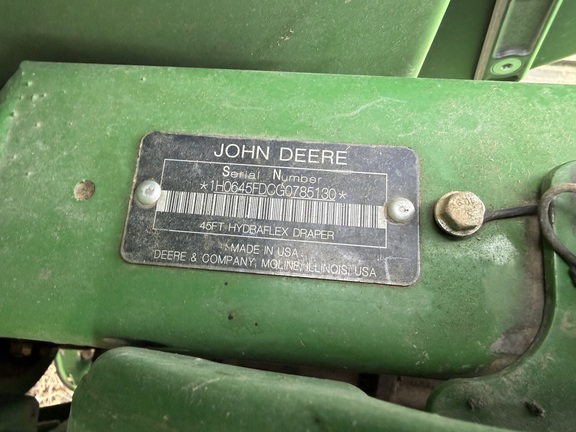 JOHN DEERE
Serial Number
*1H0645FDCG0785130*
45FT HYDRAFLEX DRAPER
MADE IN USA
DEERE & COMPANY, MOLINE, ILLINOIS, USA